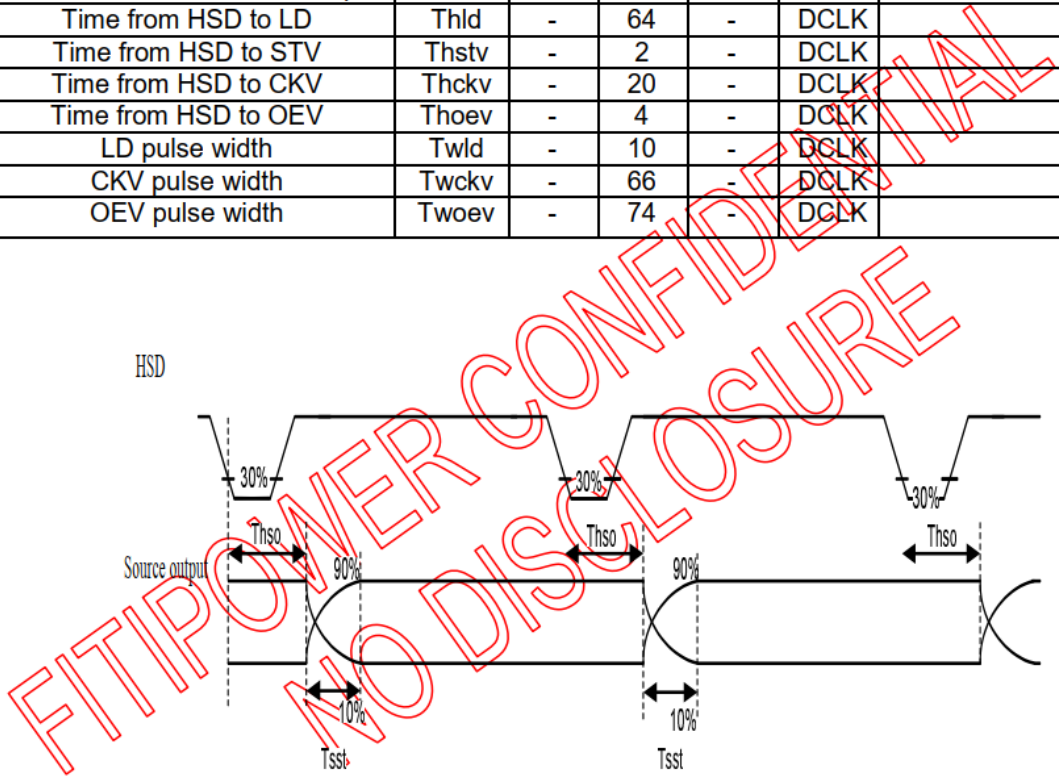 Time from HSD to LD Thld - 64 - DCLK
Time from HSD to STV Thstv - 2 - DCLK
Time from HSD to CKV Thckv - 20 - DCLK
Time from HSD to OEV Thoev - 4 - DCLK
LD pulse width Twld - 10 - DCLK
CKV pulse width Twckv - 66 - DCLK
OEV pulse width Twoev - 74 - DCLK
FITIPOWER CONFIDENTIAL
NO DISCLOSURE
HSD
30% 30% 30%
Thso Thso Thso
Source output 90% 90%
10% 10%
Tsst Tsst